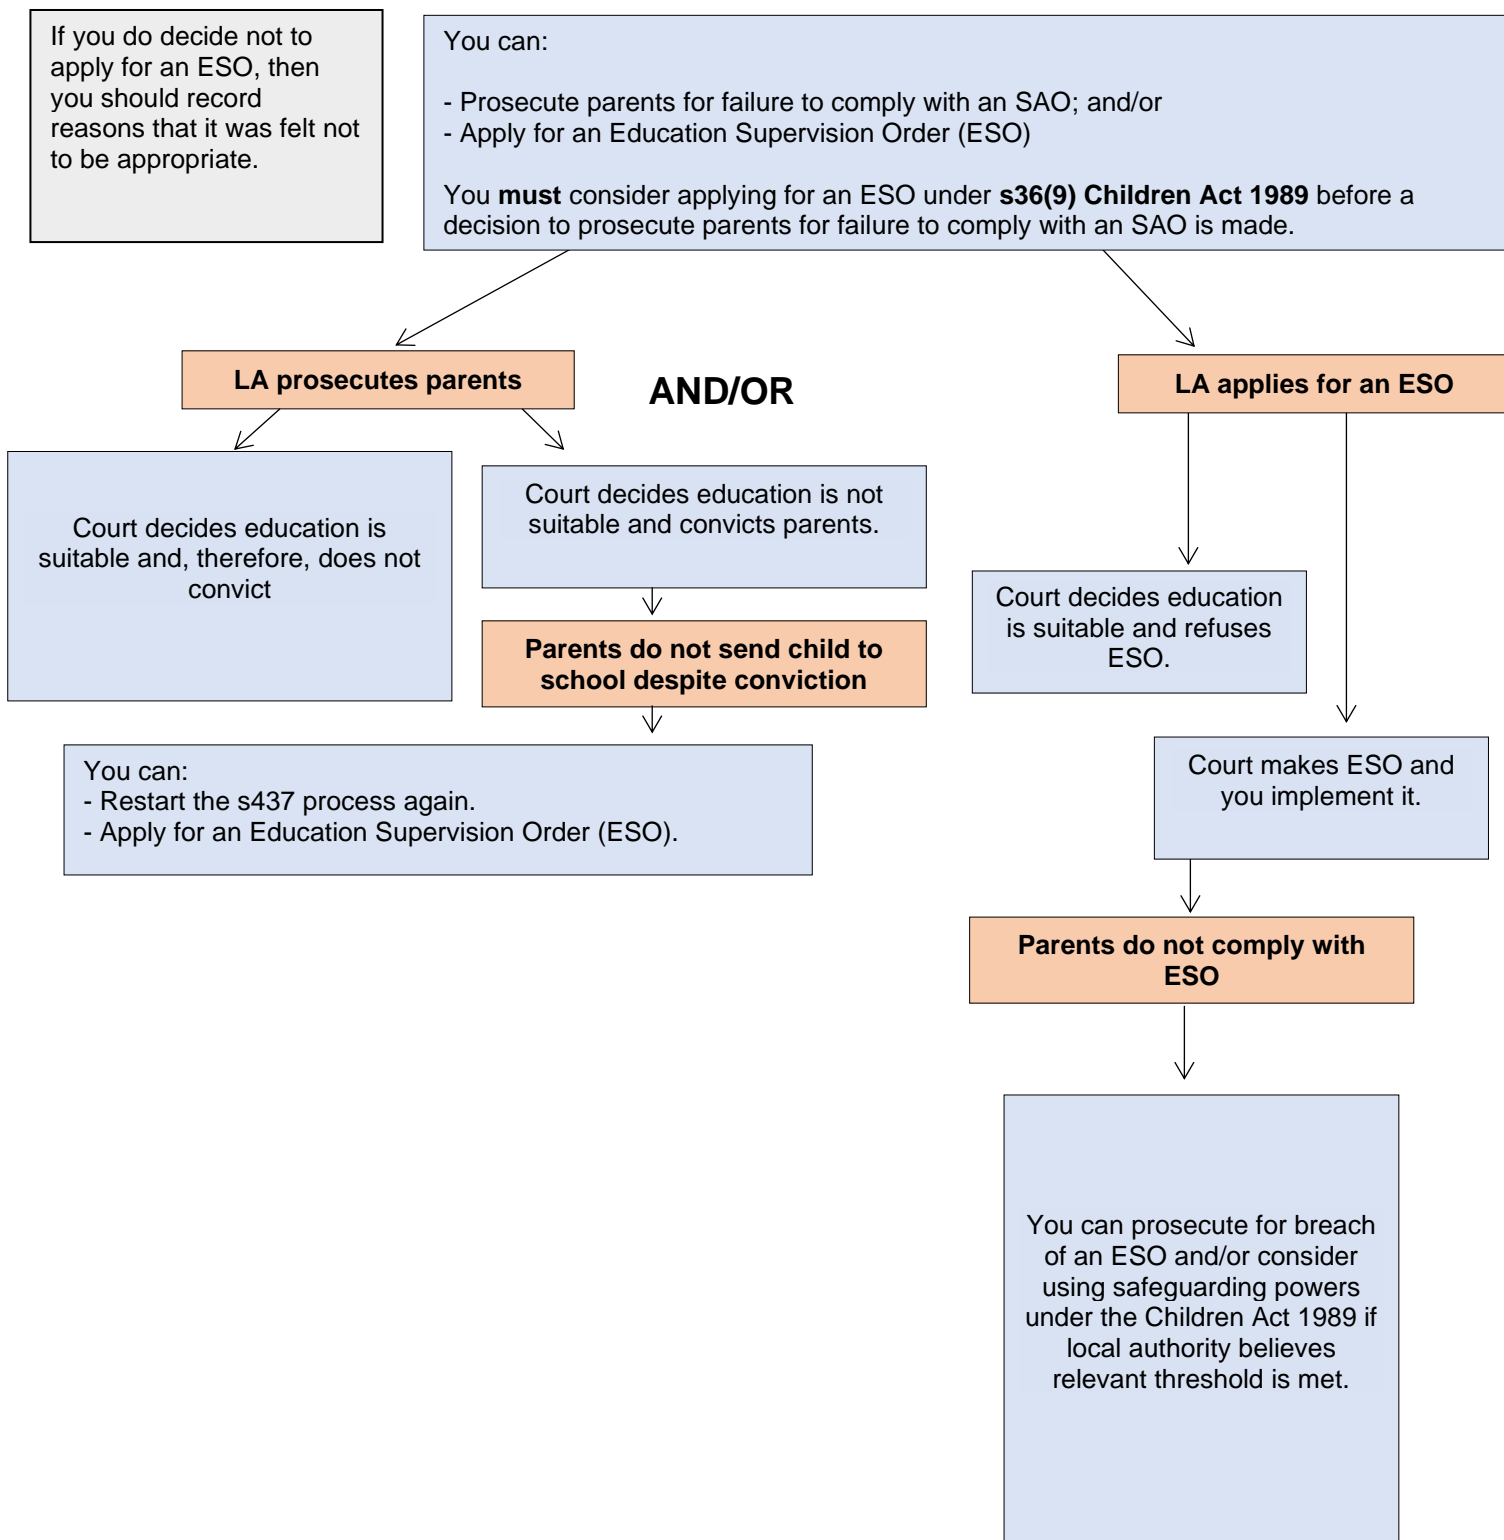 If you do decide not to
apply for an ESO, then
you should record
reasons that it was felt not
to be appropriate.
You can:
- Prosecute parents for failure to comply with an SAO; and/or
- Apply for an Education Supervision Order (ESO)
You must consider applying for an ESO under s36(9) Children Act 1989 before a
decision to prosecute parents for failure to comply with an SAO is made.
LA prosecutes parents
AND/OR
LA applies for an ESO
Court decides education is
suitable and, therefore, does not
convict
Court decides education is not
suitable and convicts parents.
Parents do not send child to
school despite conviction
You can:
- Restart the s437 process again.
- Apply for an Education Supervision Order (ESO).
Court decides education
is suitable and refuses
ESO.
Court makes ESO and
you implement it.
Parents do not comply with
ESO
You can prosecute for breach
of an ESO and/or consider
using safeguarding powers
under the Children Act 1989 if
local authority believes
relevant threshold is met.